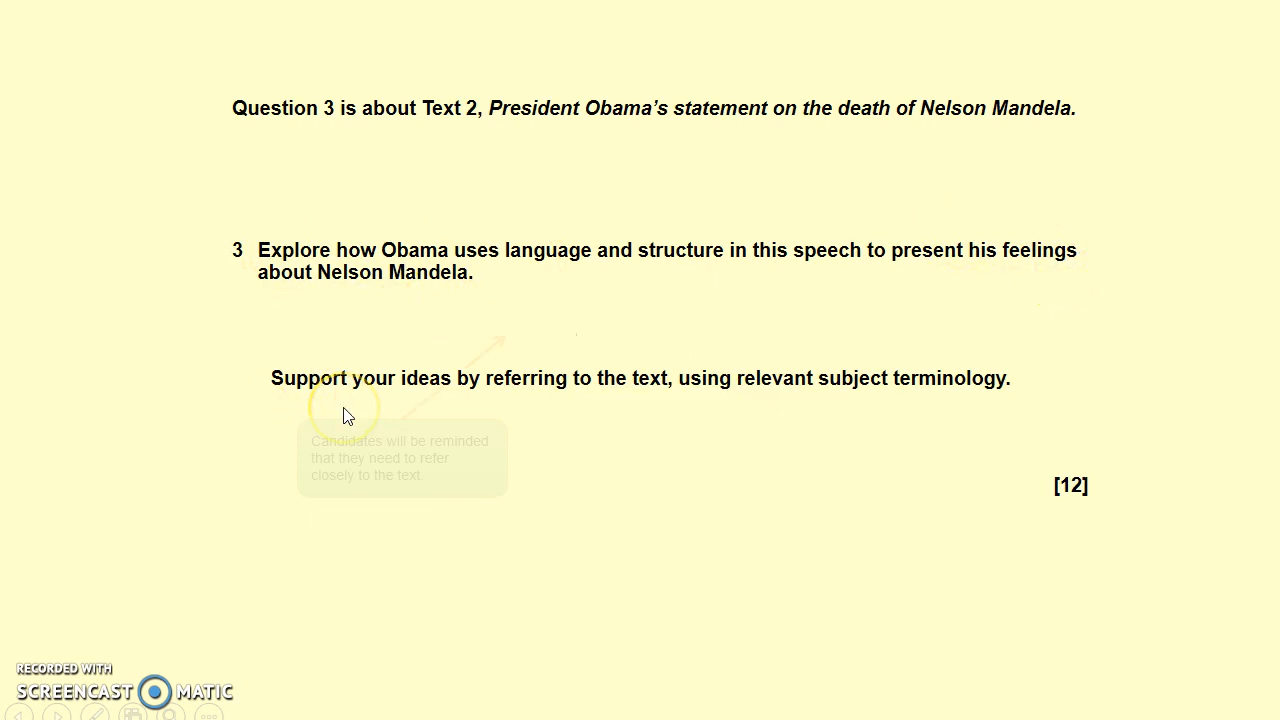 Question 3 is about Text 2, President Obama’s statement on the death of Nelson Mandela.
3 Explore how Obama uses language and structure in this speech to present his feelings
about Nelson Mandela.
Support your ideas by referring to the text, using relevant subject terminology.
Candidates will be reminded
that they need to refer
closely to the text.
[12]
RECORDED WITH
SCREENCAST MATIC